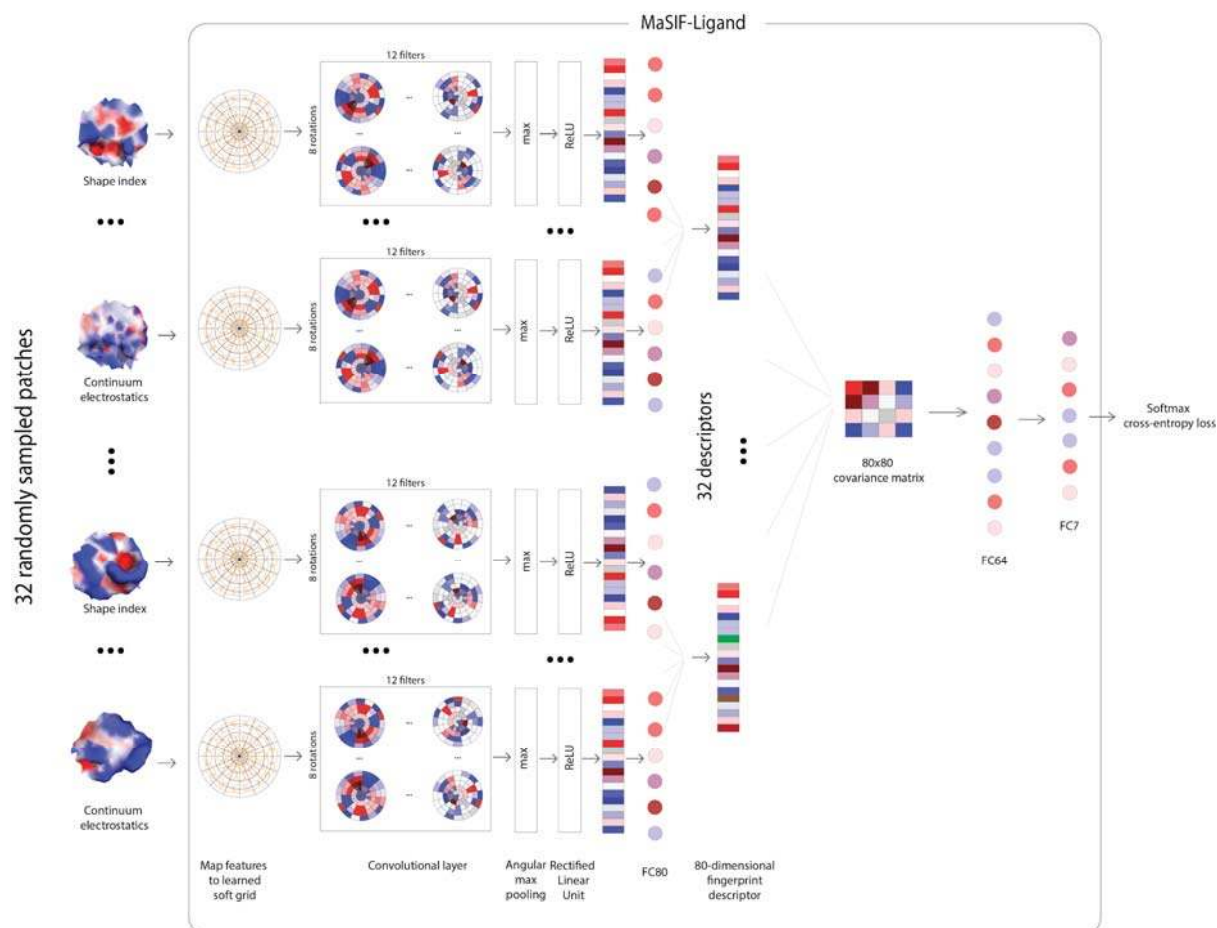 MaSIF-Ligand
32 randomly sampled patches
Shape index
8 rotations
12 filters
...
...
...
max
ReLU
Continuum
electrostatics
8 rotations
12 filters
...
...
...
max
ReLU
Shape index
8 rotations
12 filters
...
...
...
max
ReLU
Continuum
electrostatics
8 rotations
12 filters
...
...
...
max
ReLU
32 descriptors
80x80
covariance matrix
FC64
FC7
Softmax
cross-entropy loss
Map features
to learned
soft grid
Convolutional layer
Angular
max
pooling
Rectified
Linear
Unit
FC80
80-dimensional
fingerprint
descriptor